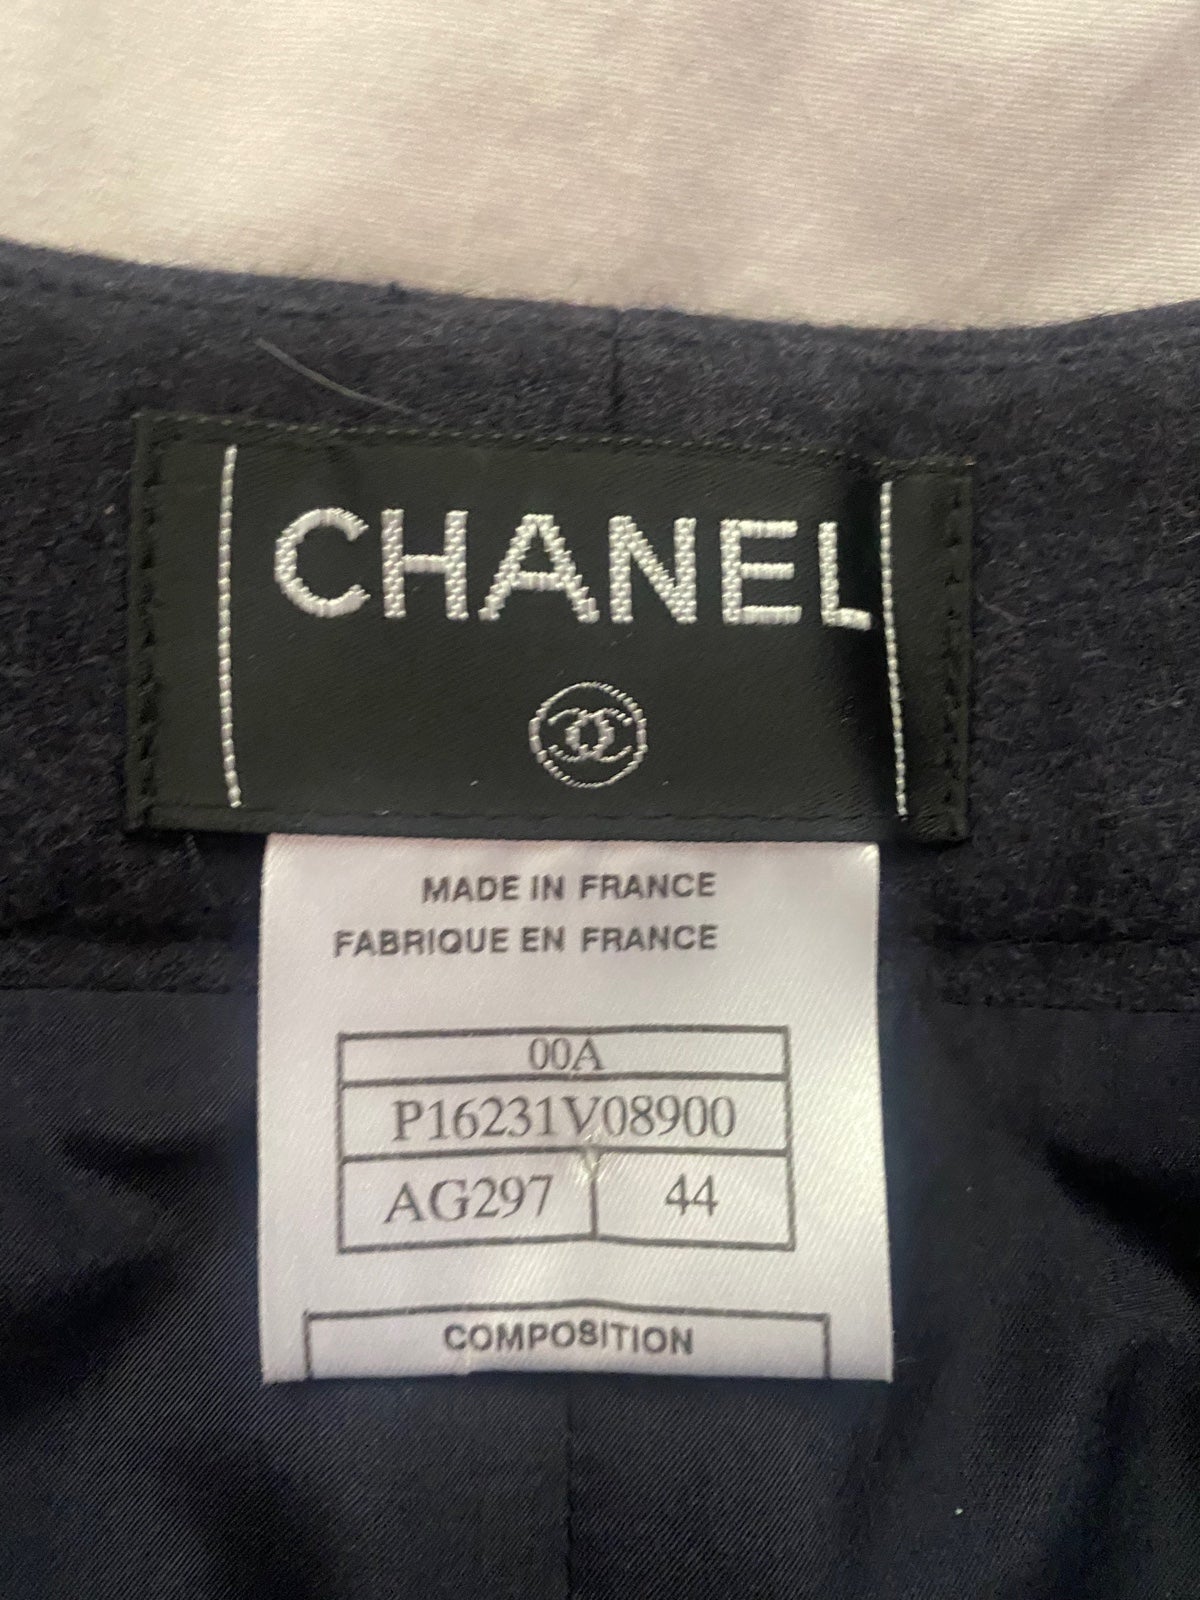 CHANEL
MADE IN FRANCE
FABRIQUE EN FRANCE
00A
P16231V08900
AG297 44
COMPOSITION